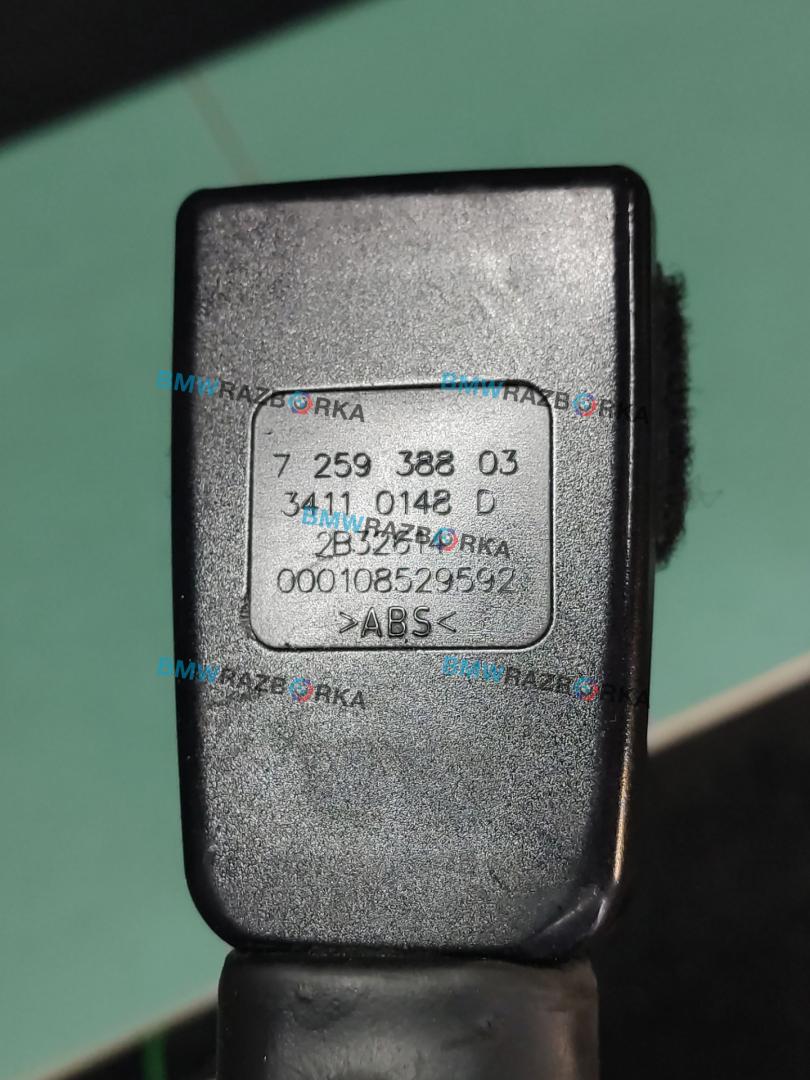 BMWRAZBORKA BMWRAZBORKA
7 259 388 03
3411 0148 D
BMWRAZBORKA
000108529592
>ABS<
BMWRAZBORKA BMWRAZBORKA